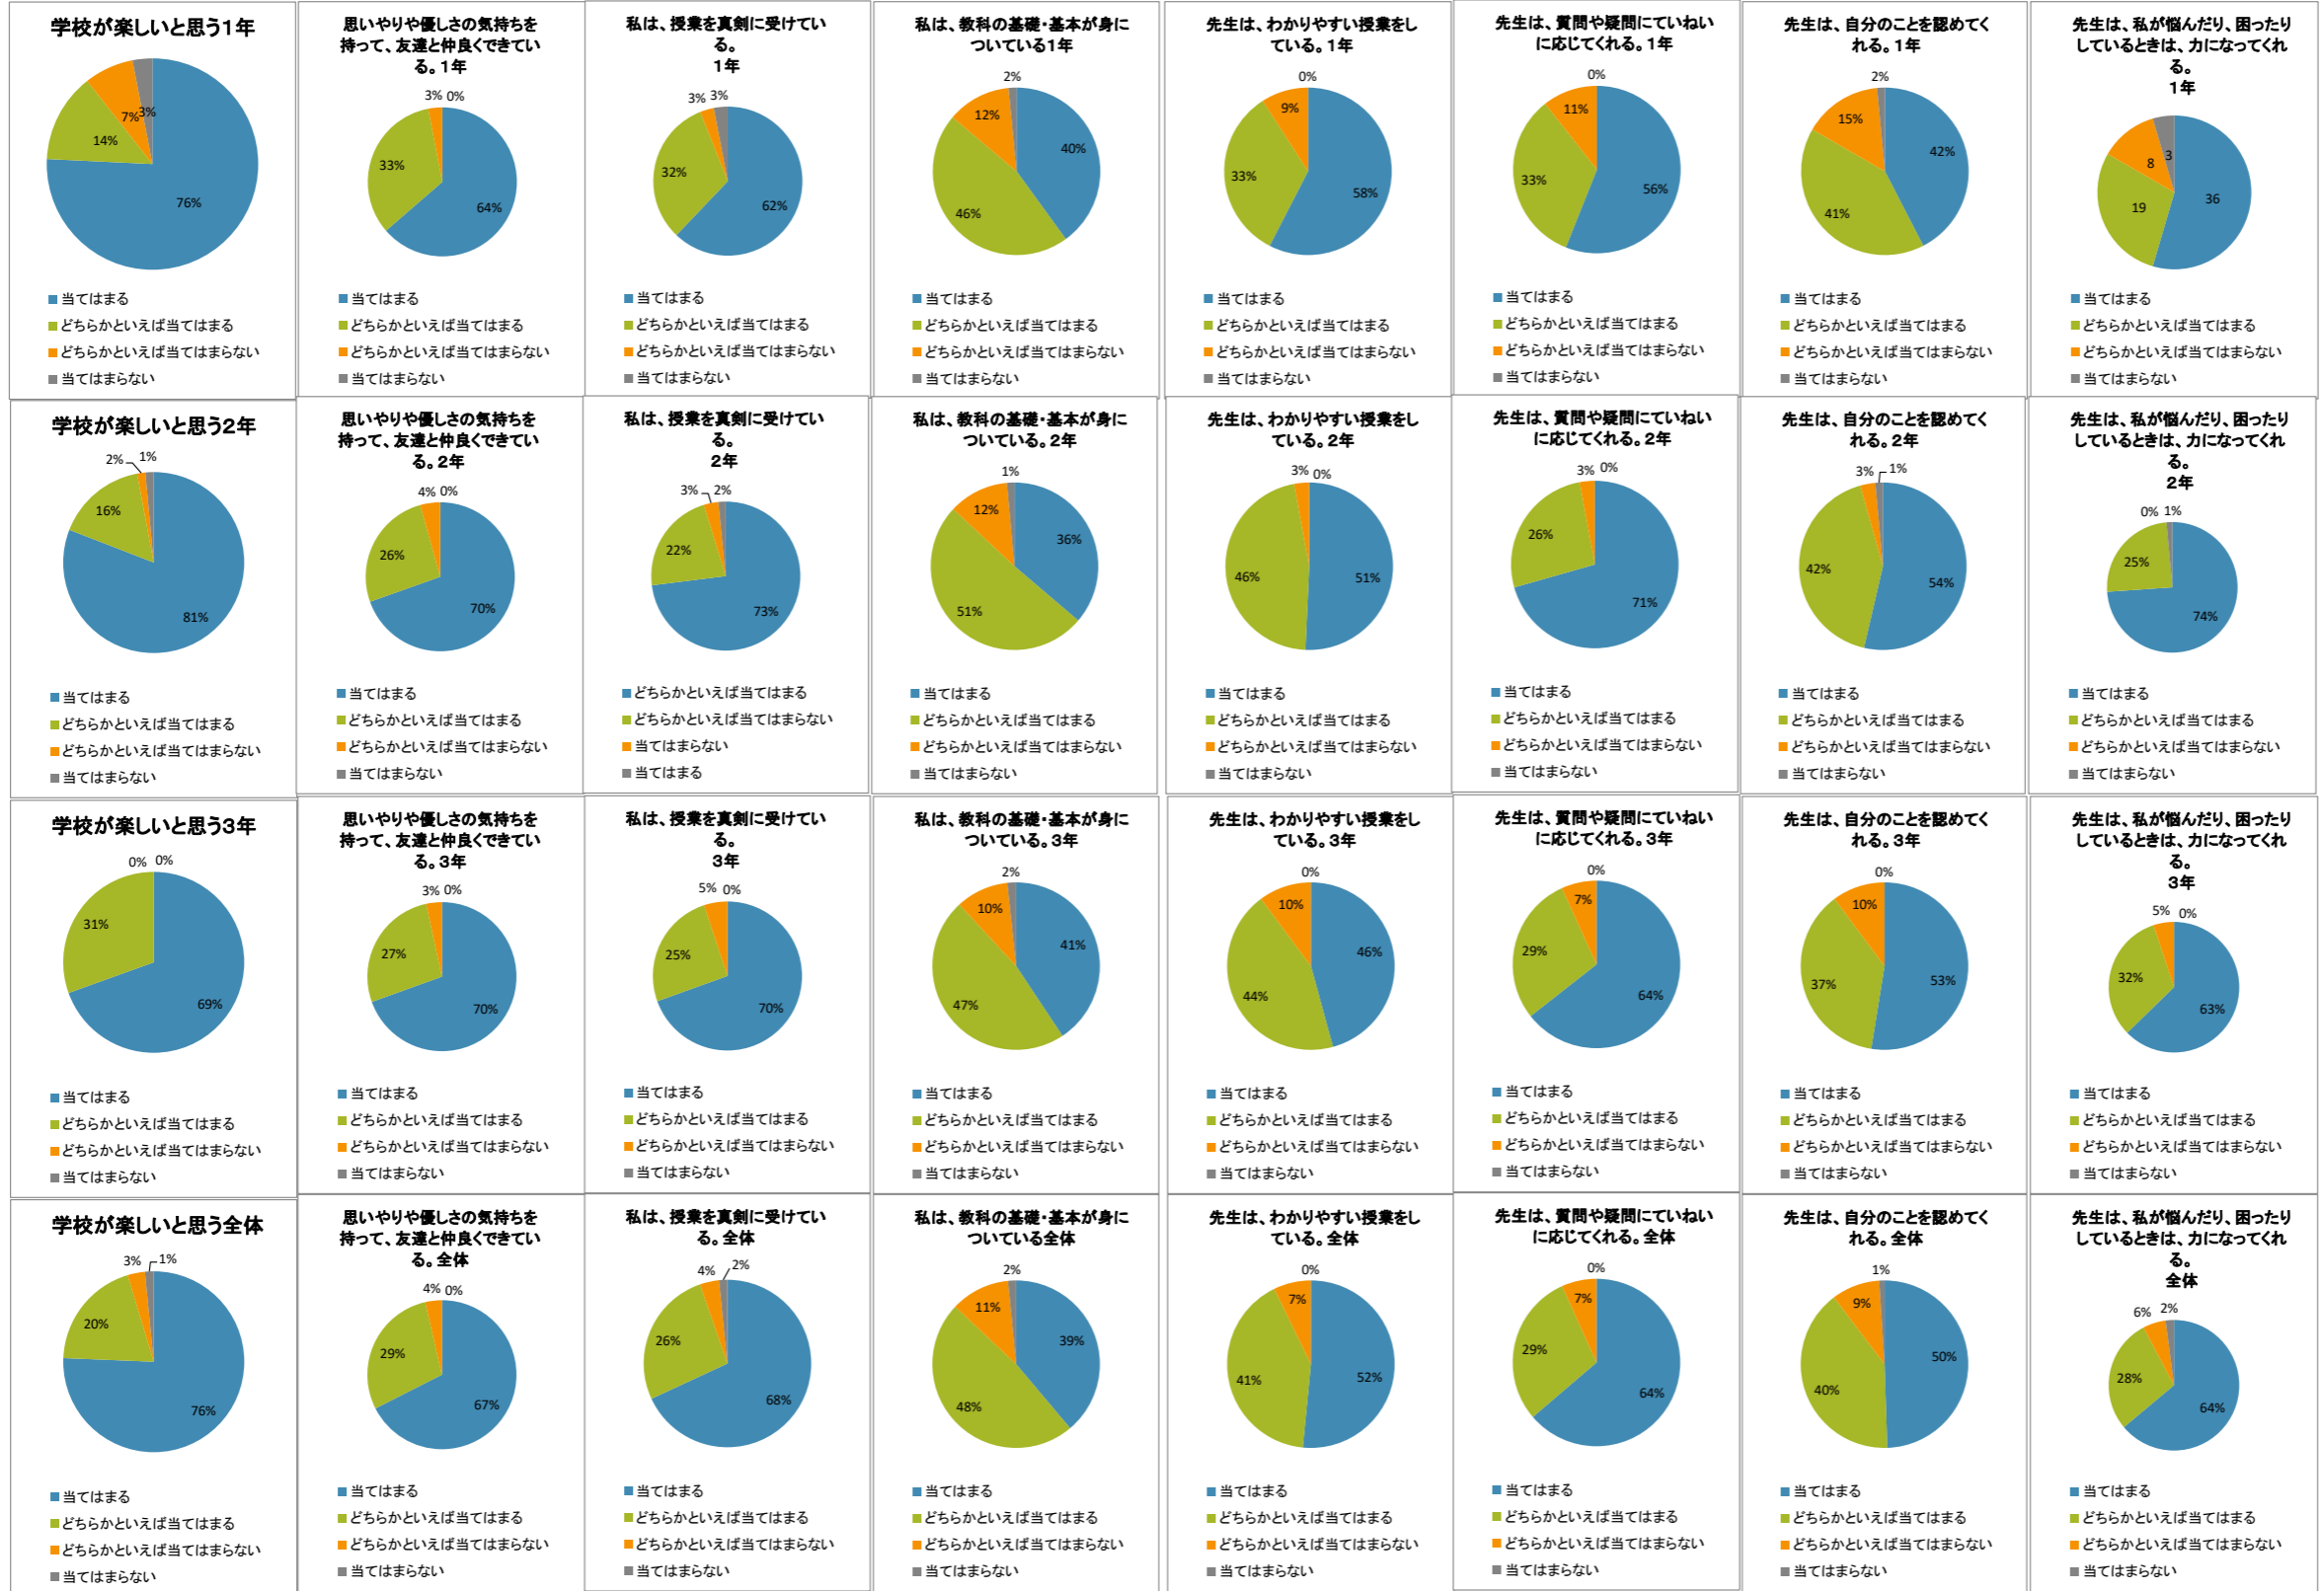 学校が楽しいと思う1年
3%
7%
14%
76%
当てはまる
どちらかといえば当てはまる
どちらかといえば当てはまらない
当てはまらない
思いやりや優しさの気持ちを
持って、友達と仲良くできてい
る。1年
3% 0%
33%
64%
当てはまる
どちらかといえば当てはまる
どちらかといえば当てはまらない
当てはまらない
私は、授業を真剣に受けてい
る。
1年
3% 3%
32%
62%
当てはまる
どちらかといえば当てはまる
どちらかといえば当てはまらない
当てはまらない
私は、教科の基礎・基本が身に
ついている1年
2%
12%
40%
46%
当てはまる
どちらかといえば当てはまる
どちらかといえば当てはまらない
当てはまらない
先生は、わかりやすい授業をし
ている。1年
0%
9%
33%
58%
当てはまる
どちらかといえば当てはまる
どちらかといえば当てはまらない
当てはまらない
先生は、質問や疑問にていねい
に応じてくれる。1年
0%
11%
33%
56%
当てはまる
どちらかといえば当てはまる
どちらかといえば当てはまらない
当てはまらない
先生は、自分のことを認めてく
れる。1年
2%
15%
42%
41%
当てはまる
どちらかといえば当てはまる
どちらかといえば当てはまらない
当てはまらない
先生は、私が悩んだり、困ったり
しているときは、力になってくれ
る。
1年
3
8
19
36
当てはまる
どちらかといえば当てはまる
どちらかといえば当てはまらない
当てはまらない
学校が楽しいと思う2年
2% 1%
16%
81%
当てはまる
どちらかといえば当てはまる
どちらかといえば当てはまらない
当てはまらない
思いやりや優しさの気持ちを
持って、友達と仲良くできてい
る。2年
4% 0%
26%
70%
当てはまる
どちらかといえば当てはまる
どちらかといえば当てはまらない
当てはまらない
私は、授業を真剣に受けてい
る。
2年
3% 2%
22%
73%
どちらかといえば当てはまる
どちらかといえば当てはまらない
当てはまらない
当てはまる
私は、教科の基礎・基本が身に
ついている。2年
1%
12%
36%
51%
当てはまる
どちらかといえば当てはまる
どちらかといえば当てはまらない
当てはまらない
先生は、わかりやすい授業をし
ている。2年
3% 0%
46%
51%
当てはまる
どちらかといえば当てはまる
どちらかといえば当てはまらない
当てはまらない
先生は、質問や疑問にていねい
に応じてくれる。2年
3% 0%
26%
71%
当てはまる
どちらかといえば当てはまる
どちらかといえば当てはまらない
当てはまらない
先生は、自分のことを認めてく
れる。2年
3% 1%
42%
54%
当てはまる
どちらかといえば当てはまる
どちらかといえば当てはまらない
当てはまらない
先生は、私が悩んだり、困ったり
しているときは、力になってくれ
る。
2年
0% 1%
25%
74%
当てはまる
どちらかといえば当てはまる
どちらかといえば当てはまらない
当てはまらない
学校が楽しいと思う3年
0% 0%
31%
69%
当てはまる
どちらかといえば当てはまる
どちらかといえば当てはまらない
当てはまらない
思いやりや優しさの気持ちを
持って、友達と仲良くできてい
る。3年
3% 0%
27%
70%
当てはまる
どちらかといえば当てはまる
どちらかといえば当てはまらない
当てはまらない
私は、授業を真剣に受けてい
る。
3年
5% 0%
25%
70%
当てはまる
どちらかといえば当てはまる
どちらかといえば当てはまらない
当てはまらない
私は、教科の基礎・基本が身に
ついている。3年
2%
10%
41%
47%
当てはまる
どちらかといえば当てはまる
どちらかといえば当てはまらない
当てはまらない
先生は、わかりやすい授業をし
ている。3年
0%
10%
46%
44%
当てはまる
どちらかといえば当てはまる
どちらかといえば当てはまらない
当てはまらない
先生は、質問や疑問にていねい
に応じてくれる。3年
0%
7%
29%
64%
当てはまる
どちらかといえば当てはまる
どちらかといえば当てはまらない
当てはまらない
先生は、自分のことを認めてく
れる。3年
0%
10%
37%
53%
当てはまる
どちらかといえば当てはまる
どちらかといえば当てはまらない
当てはまらない
先生は、私が悩んだり、困ったり
しているときは、力になってくれ
る。
3年
5% 0%
32%
63%
当てはまる
どちらかといえば当てはまる
どちらかといえば当てはまらない
当てはまらない
学校が楽しいと思う全体
3% 1%
20%
76%
当てはまる
どちらかといえば当てはまる
どちらかといえば当てはまらない
当てはまらない
思いやりや優しさの気持ちを
持って、友達と仲良くできてい
る。全体
4% 0%
29%
67%
当てはまる
どちらかといえば当てはまる
どちらかといえば当てはまらない
当てはまらない
私は、授業を真剣に受けてい
る。全体
4% 2%
26%
68%
当てはまる
どちらかといえば当てはまる
どちらかといえば当てはまらない
当てはまらない
私は、教科の基礎・基本が身に
ついている全体
2%
11%
39%
48%
当てはまる
どちらかといえば当てはまる
どちらかといえば当てはまらない
当てはまらない
先生は、わかりやすい授業をし
ている。全体
0%
7%
41%
52%
当てはまる
どちらかといえば当てはまる
どちらかといえば当てはまらない
当てはまらない
先生は、質問や疑問にていねい
に応じてくれる。全体
0%
7%
29%
64%
当てはまる
どちらかといえば当てはまる
どちらかといえば当てはまらない
当てはまらない
先生は、自分のことを認めてく
れる。全体
1%
9%
50%
40%
当てはまる
どちらかといえば当てはまる
どちらかといえば当てはまらない
当てはまらない
先生は、私が悩んだり、困ったり
しているときは、力になってくれ
る。
全体
6% 2%
28%
64%
当てはまる
どちらかといえば当てはまる
どちらかといえば当てはまらない
当てはまらない